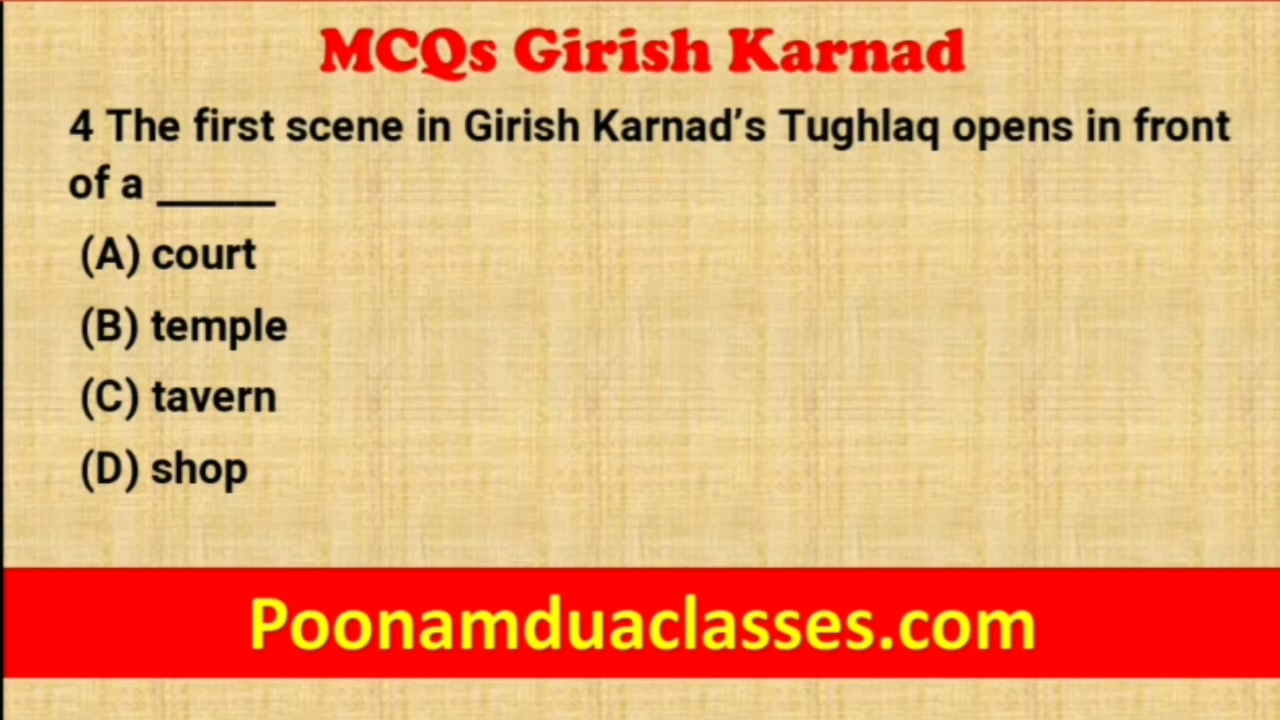 MCQs Girish Karnad
4 The first scene in Girish Karnad’s Tughlaq opens in front
of a _____
(A) court
(B) temple
(C) tavern
(D) shop
Poonamduaclasses.com